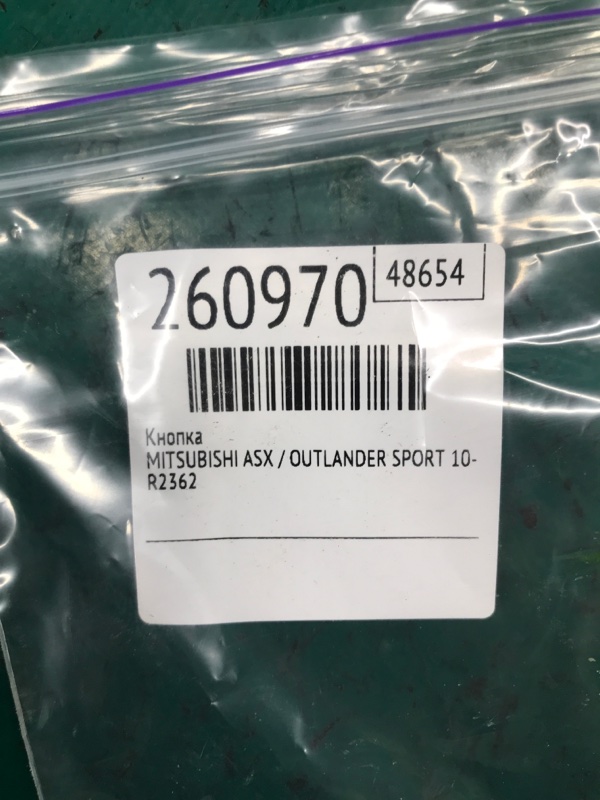 260970
48654
Кнопка
MITSUBISHI ASX / OUTLANDER SPORT 10-
R2362